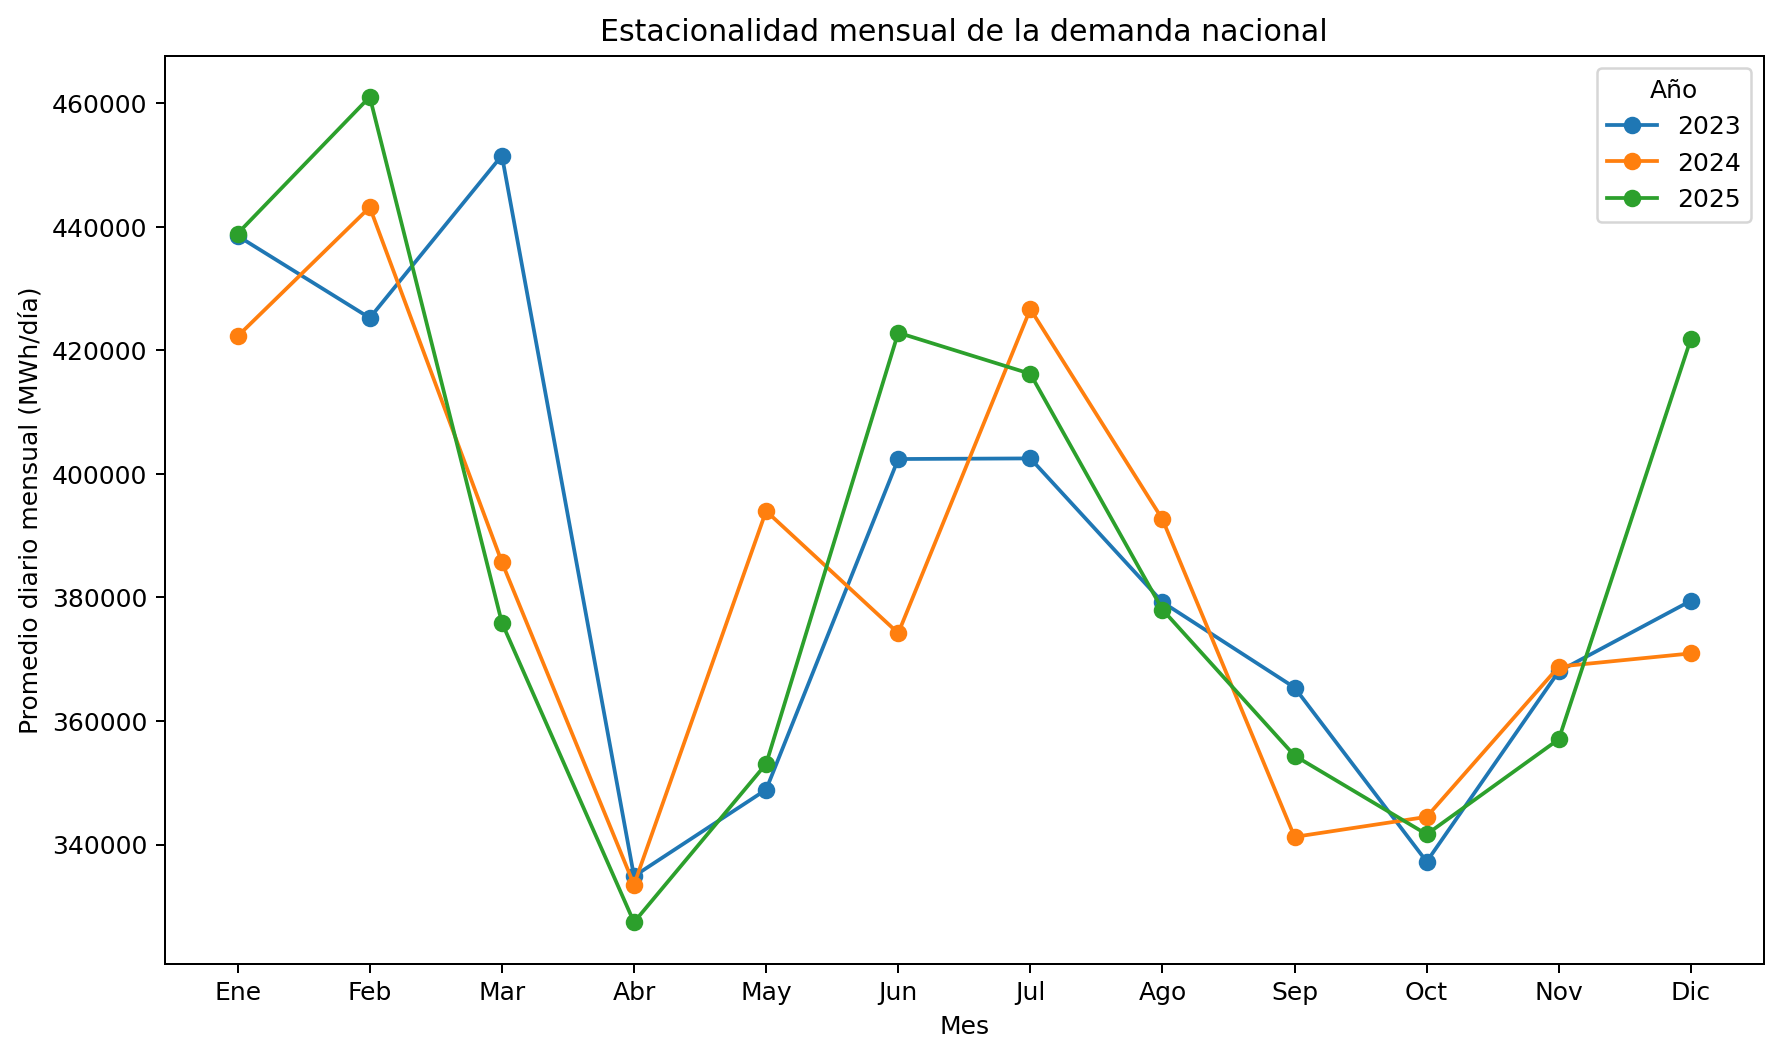 Estacionalidad mensual de la demanda nacional
Año
2023
2024
2025
Promedio diario mensual (MWh/día)
460000
440000
420000
400000
380000
360000
340000
Ene Feb Mar Abr May Jun Jul Ago Sep Oct Nov Dic
Mes